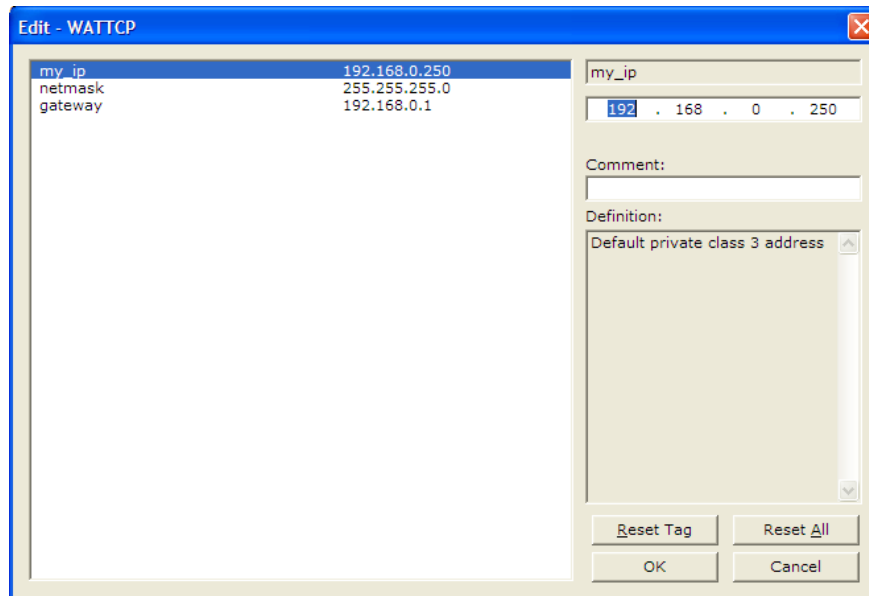 Edit - WATTCP
my_ip 192.168.0.250
netmask 255.255.255.0
gateway 192.168.0.1
my_ip
192 . 168 . 0 . 250
Comment:
Definition:
Default private class 3 address
Reset Tag Reset All
OK Cancel